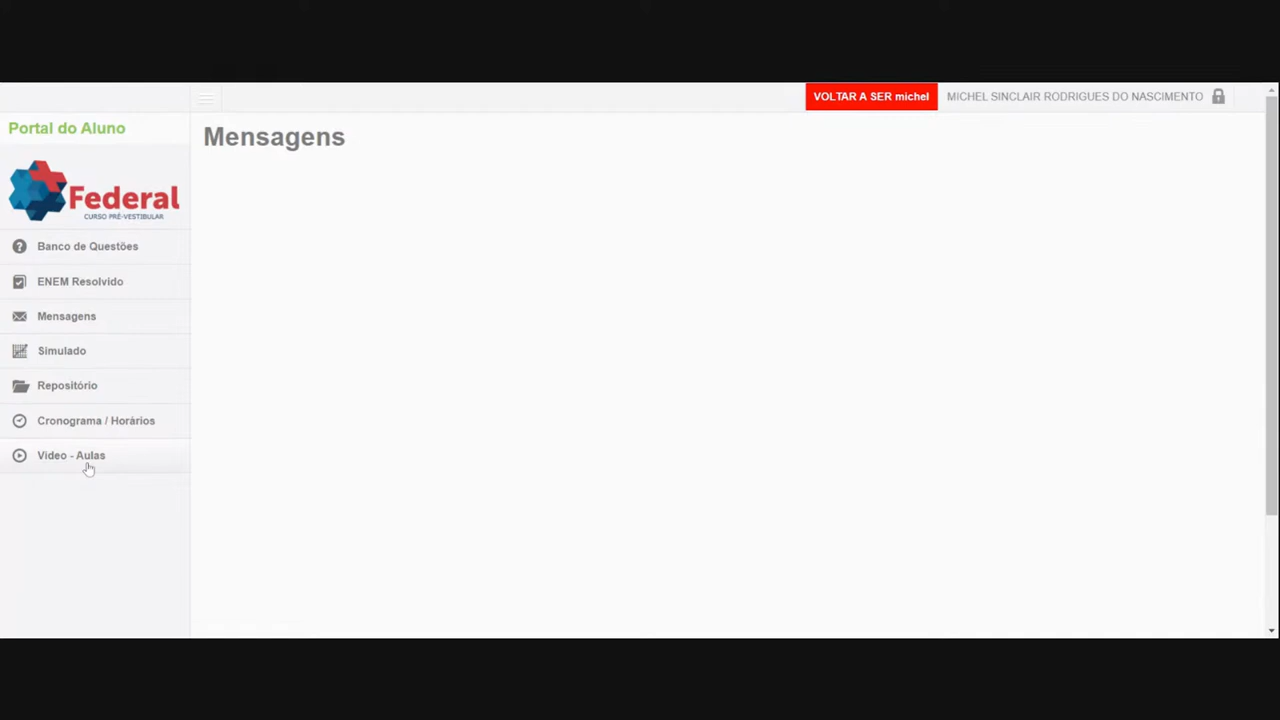 VOLTAR A SER michel
MICHEL SINCLAIR RODRIGUES DO NASCIMENTO
Portal do Aluno
Mensagens
Federal
CURSO PRÉ-VESTIBULAR
Banco de Questões
ENEM Resolvido
Mensagens
Simulado
Repositório
Cronograma / Horários
Video - Aulas